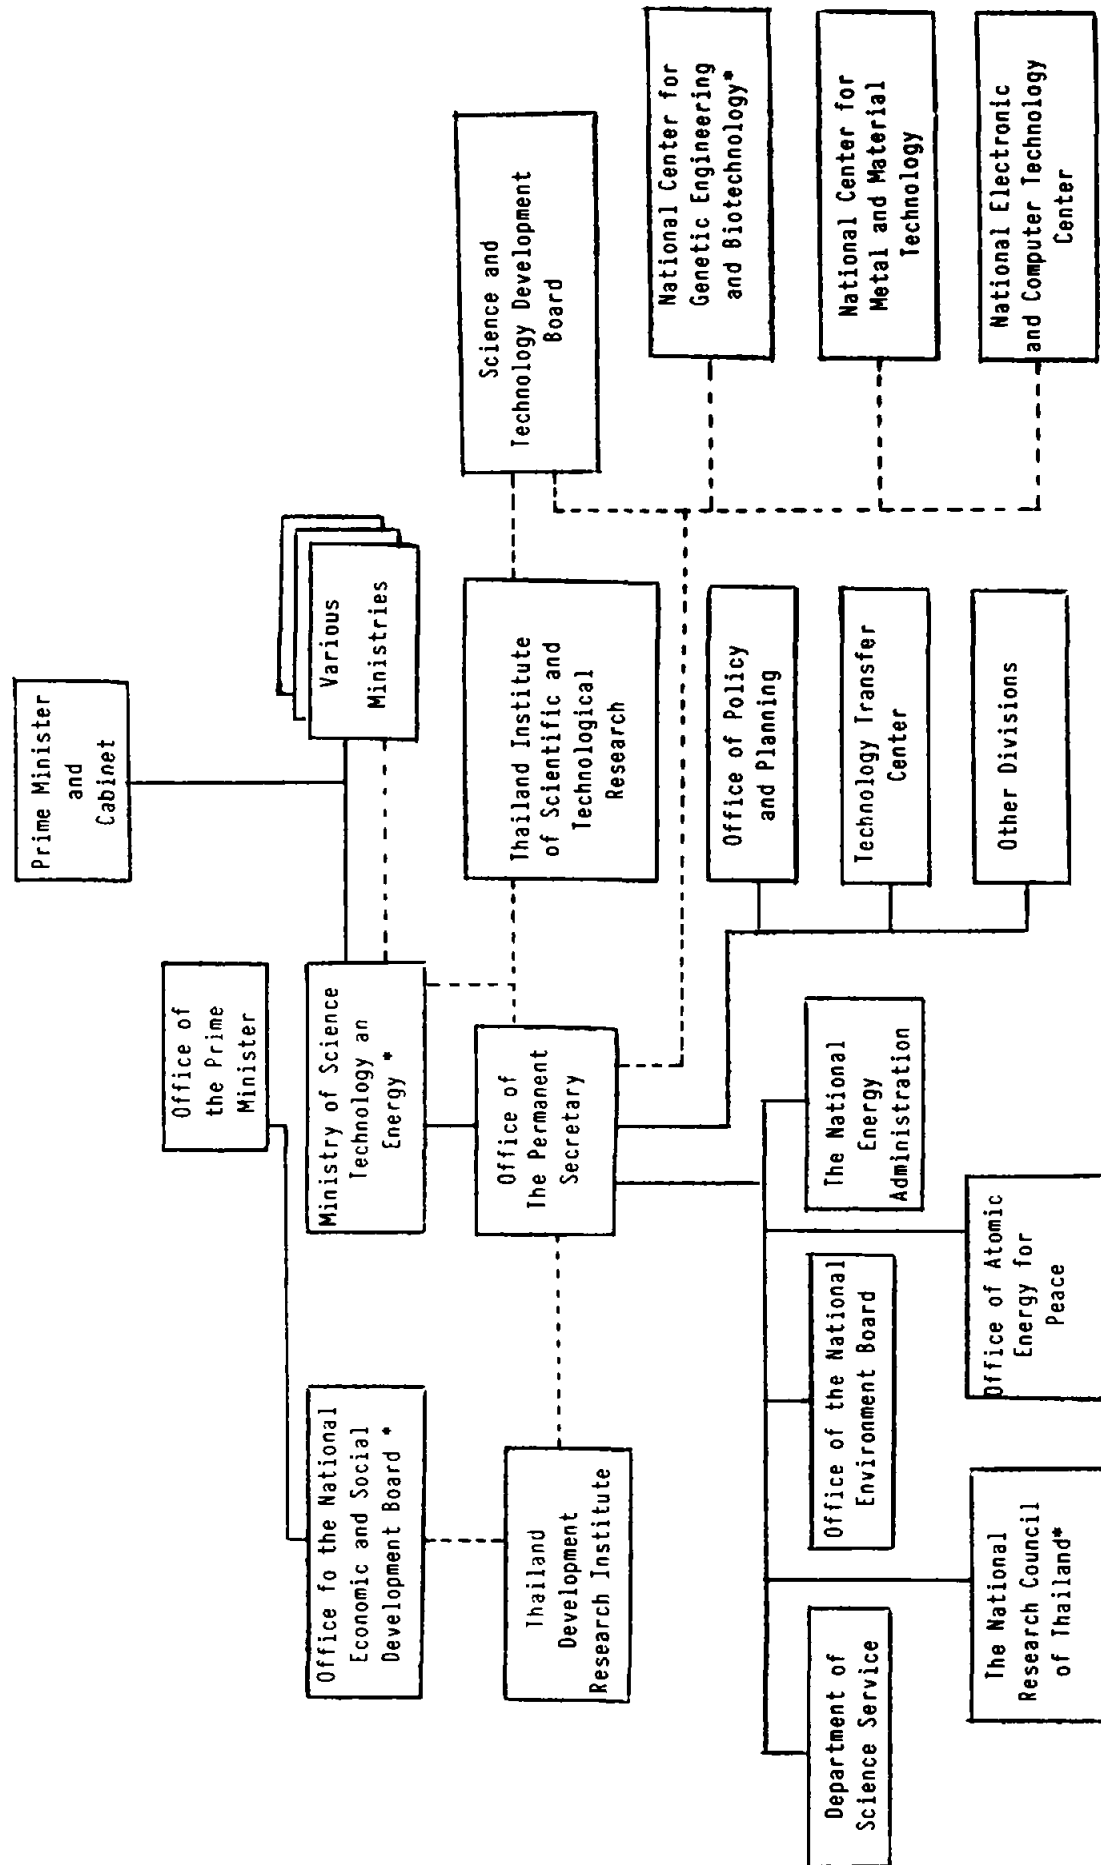 Prime Minister
and
Cabinet
Office of
the Prime
Minister
Various
Ministries
Office fo the National
Economic and Social
Development Board *
Ministry of Science
Technology an
Energy *
Thailand Institute
of Scientific and
Technological
Research
Science and
Technology Development
Board
Thailand
Development
Research Institute
Office of
The Permanent
Secretary
National Center for
Genetic Engineering
and Biotechnology*
Office of Policy
and Planning
National Center for
Metal and Material
Technology
Technology Transfer
Center
National Electronic
and Computer Technology
Center
Other Divisions
Department of
Science Service
Office of the National
Environment Board
The National
Energy
Administration
The National
Research Council
of Thailand*
Office of Atomic
Energy for
Peace